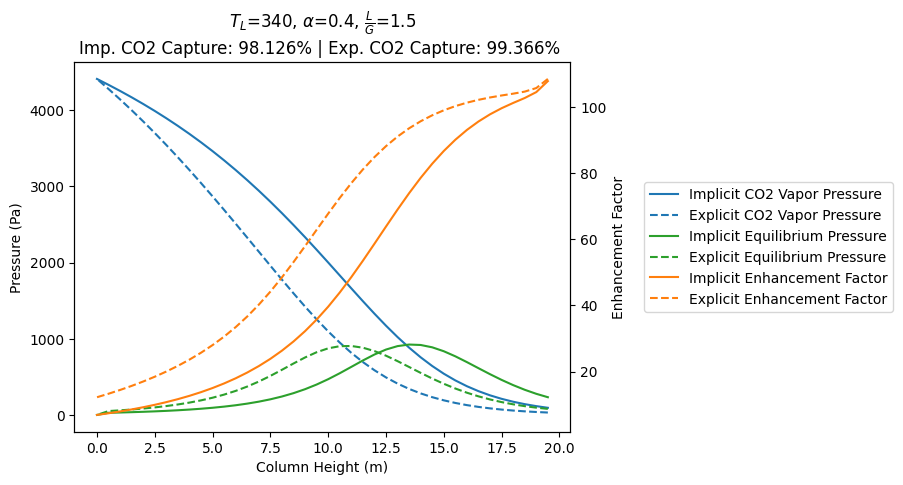 T_L=340, α=0.4, L/G=1.5
Imp. CO2 Capture: 98.126% | Exp. CO2 Capture: 99.366%
4000
3000
2000
1000
0
Pressure (Pa)
100
80
60
40
20
Enhancement Factor
0.0 2.5 5.0 7.5 10.0 12.5 15.0 17.5 20.0
Column Height (m)
Implicit CO2 Vapor Pressure
Explicit CO2 Vapor Pressure
Implicit Equilibrium Pressure
Explicit Equilibrium Pressure
Implicit Enhancement Factor
Explicit Enhancement Factor